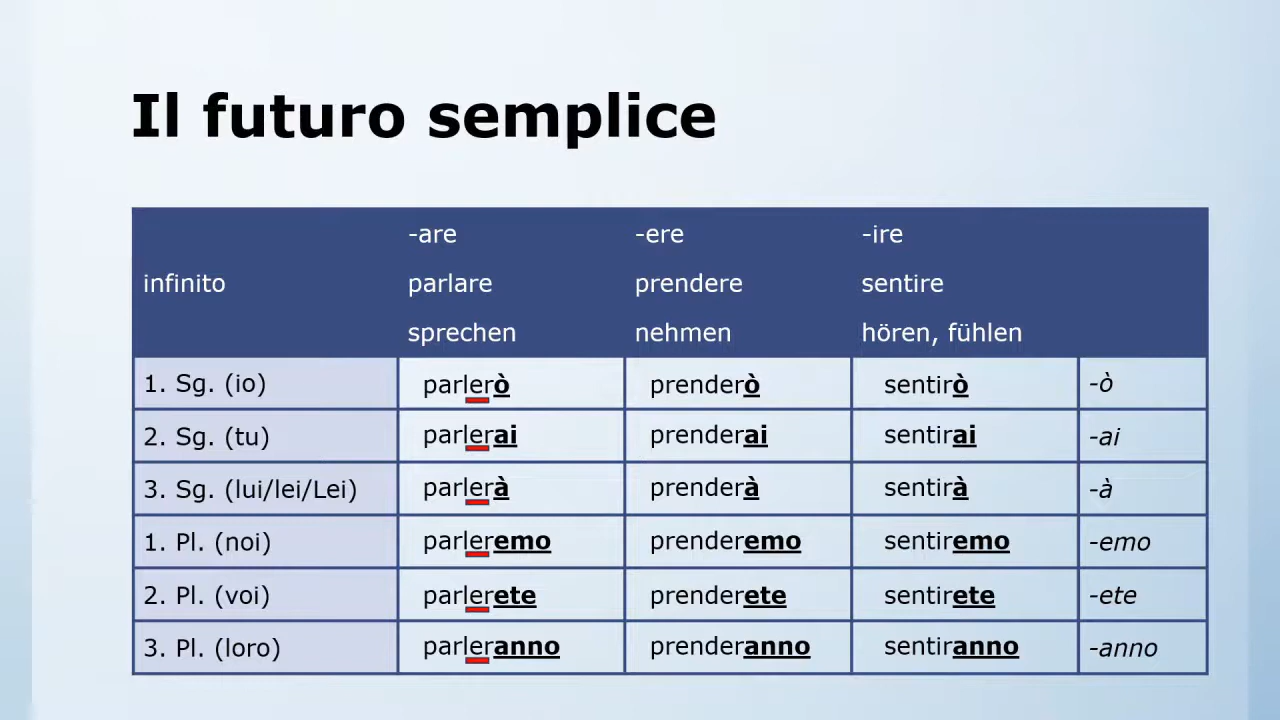 Il futuro semplice
-are -ere -ire
infinito parlare prendere sentire
sprechen nehmen hören, fühlen
1. Sg. (io) parlerò prenderò sentirò -ò
2. Sg. (tu) parlerai prenderai sentirai -ai
3. Sg. (lui/lei/Lei) parlerà prenderà sentirà -à
1. Pl. (noi) parleremo prenderemo sentiremo -emo
2. Pl. (voi) parlerete prenderete sentirete -ete
3. Pl. (loro) parleranno prenderanno sentiranno -anno